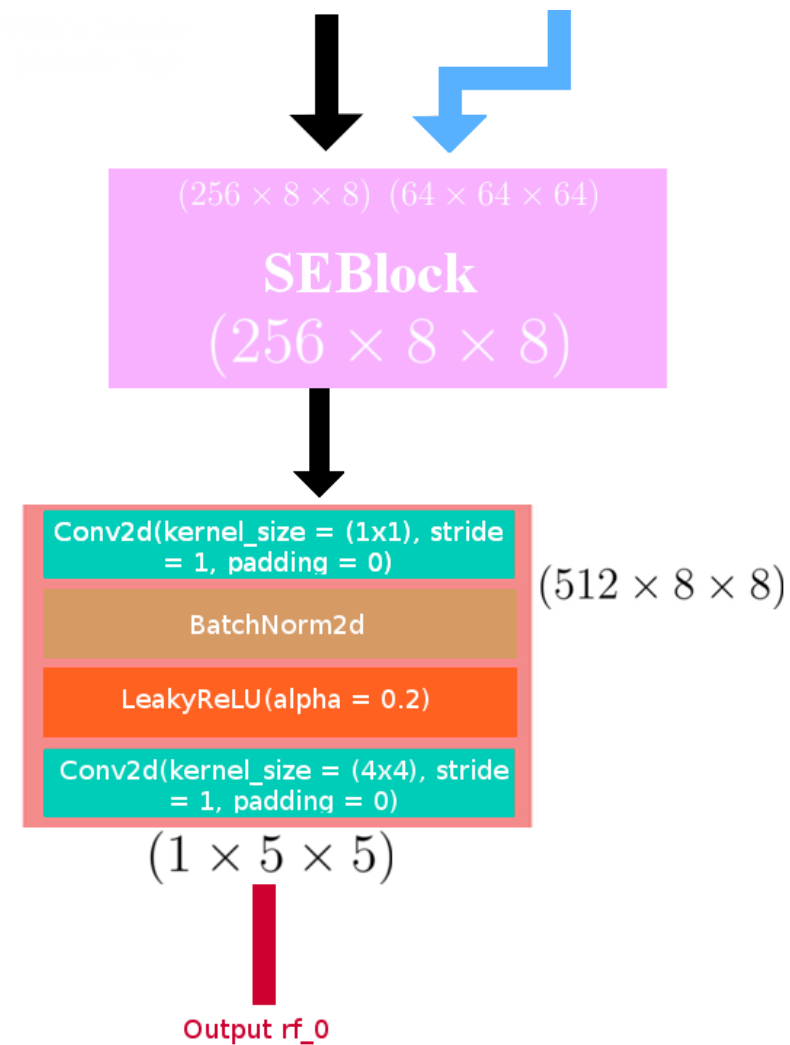 (256 × 8 × 8) (64 × 64 × 64)
SEBlock
(256 × 8 × 8)
Conv2d(kernel_size = (1x1), stride
= 1, padding = 0)
(512 × 8 × 8)
BatchNorm2d
LeakyReLU(alpha = 0.2)
Conv2d(kernel_size = (4x4), stride
= 1, padding = 0)
(1 × 5 × 5)
Output rf_0